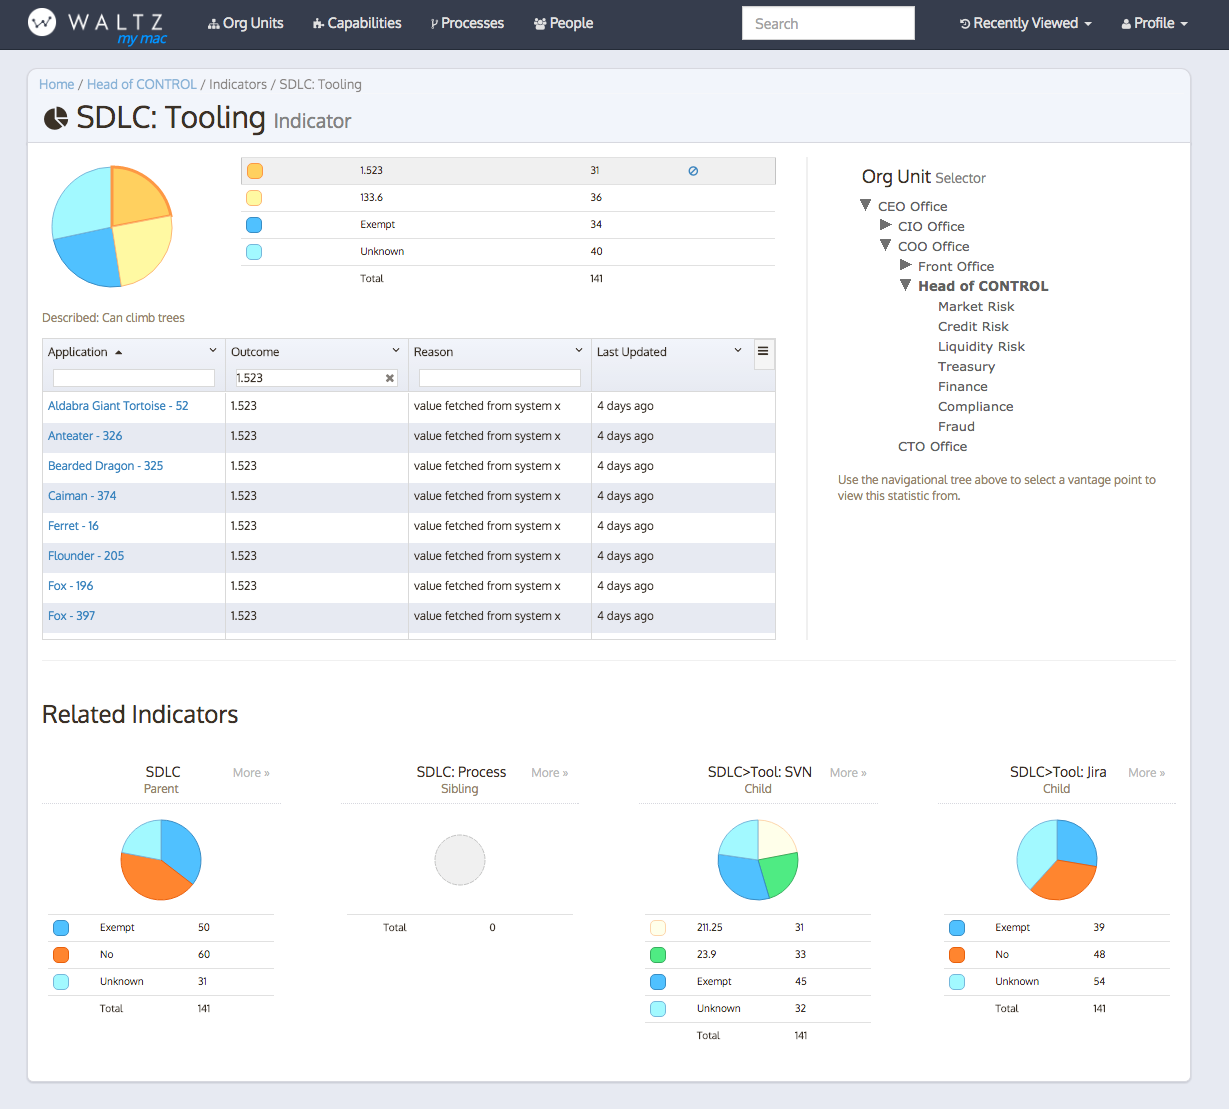 WALTZ
my mac
Org Units Capabilities Processes People Search Recently Viewed Profile
Home / Head of CONTROL / Indicators / SDLC: Tooling
SDLC: Tooling Indicator
1.523 31
133.6 36
Exempt 34
Unknown 40
Total 141
Described: Can climb trees
Application Outcome Reason Last Updated
1.523
Aldabra Giant Tortoise - 52 1.523 value fetched from system x 4 days ago
Anteater - 326 1.523 value fetched from system x 4 days ago
Bearded Dragon - 325 1.523 value fetched from system x 4 days ago
Caiman - 374 1.523 value fetched from system x 4 days ago
Ferret - 16 1.523 value fetched from system x 4 days ago
Flounder - 205 1.523 value fetched from system x 4 days ago
Fox - 196 1.523 value fetched from system x 4 days ago
Fox - 397 1.523 value fetched from system x 4 days ago
Org Unit Selector
CEO Office
CIO Office
COO Office
Front Office
Head of CONTROL
Market Risk
Credit Risk
Liquidity Risk
Treasury
Finance
Compliance
Fraud
CTO Office
Use the navigational tree above to select a vantage point to
view this statistic from.
Related Indicators
SDLC More »
Parent
Exempt 50
No 60
Unknown 31
Total 141
SDLC: Process More »
Sibling
Total 0
SDLC>Tool: SVN More »
Child
211.25 31
23.9 33
Exempt 45
Unknown 32
Total 141
SDLC>Tool: Jira More »
Child
Exempt 39
No 48
Unknown 54
Total 141